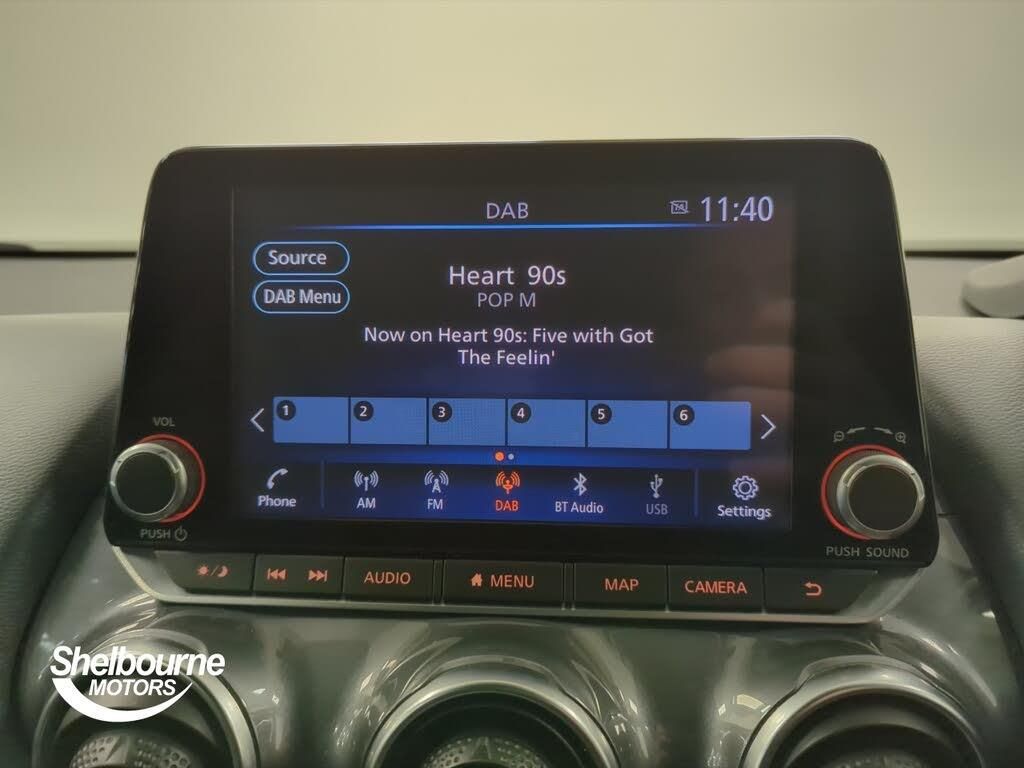 DAB
TA 11:40
Source
Heart 90s
DAB Menu
POP M
Now on Heart 90s: Five with Got
The Feelin'
1 2 3 4 5 6
Phone AM FM DAB BT Audio USB Settings
VOL
PUSH
PUSH SOUND
AUDIO MENU MAP CAMERA
Shelbourne
MOTORS